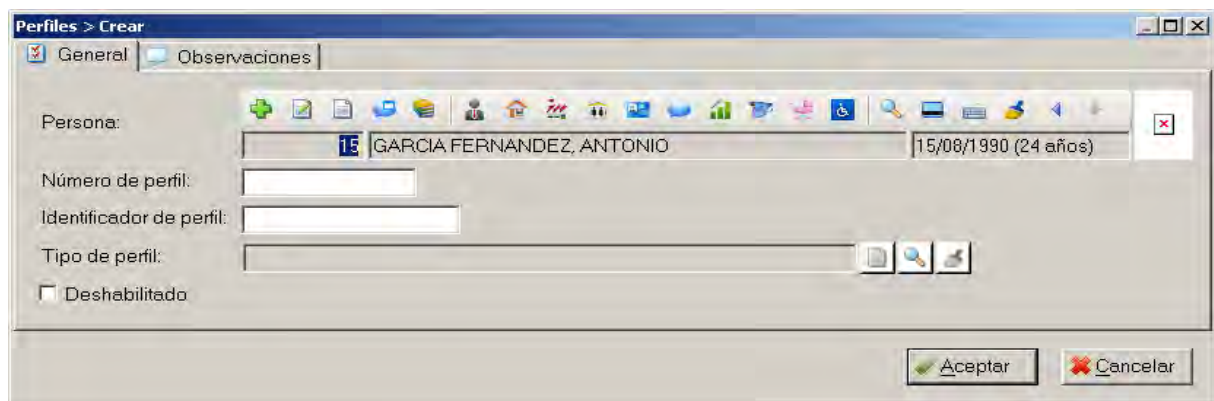 Perfiles > Crear
General Observaciones
Persona:
15 GARCIA FERNANDEZ, ANTONIO 15/08/1990 (24 años)
Número de perfil:
Identificador de perfil:
Tipo de perfil:
Deshabilitado
Aceptar Cancelar